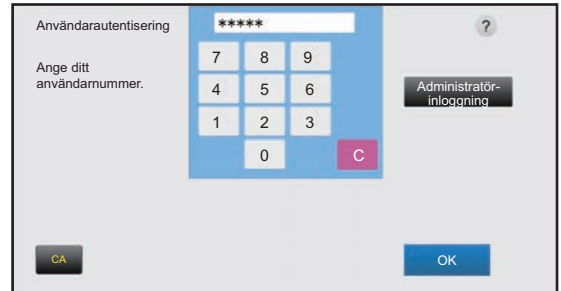 Användarautentisering
*****
?
Ange ditt
användarnummer.
7 8 9
4 5 6
1 2 3
0 C
Administratör-
inloggning
CA
OK